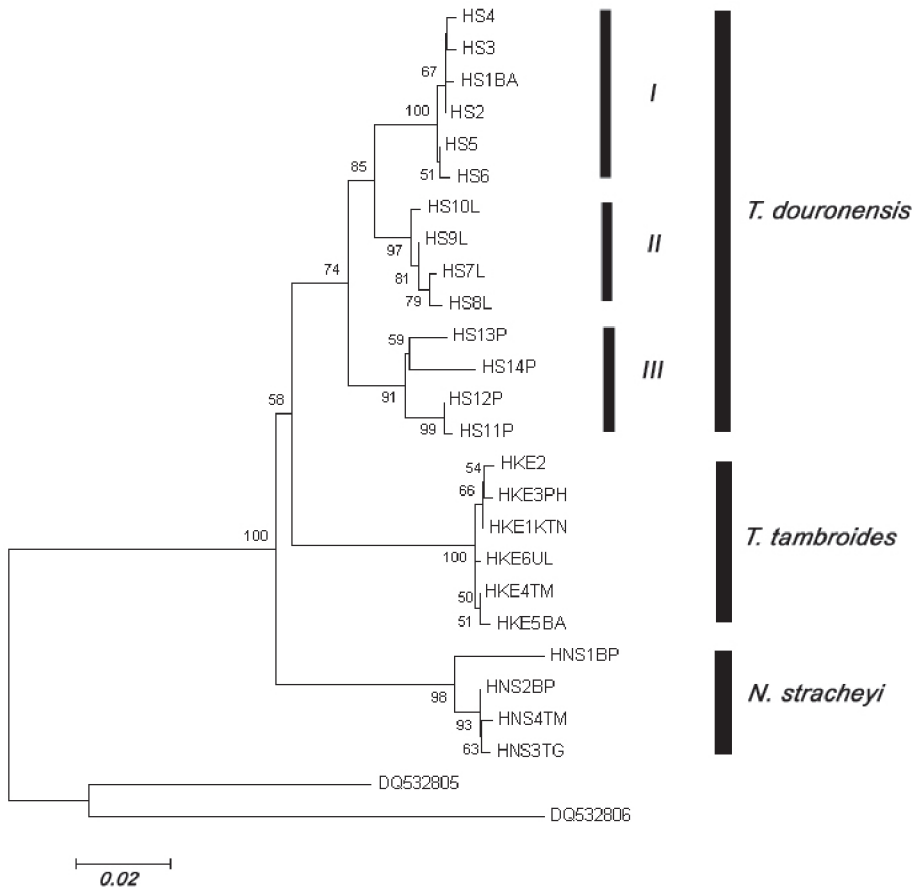 HS4
HS3
67
HS1BA
I
100
HS2
HS5
85
51
HS6
HS10L
T. douronensis
HS9L
97
II
74
HS7L
81
79
HS8L
59
HS13P
HS14P
III
91
HS12P
58
99
HS11P
54
HKE2
66
HKE3PH
HKE1KTN
100
T. tambroides
100
HKE6UL
50
HKE4TM
51
HKE5BA
HNS1BP
98
HNS2BP
N. stracheyi
93
HNS4TM
63
HNS3TG
DQ532805
DQ532806
0.02